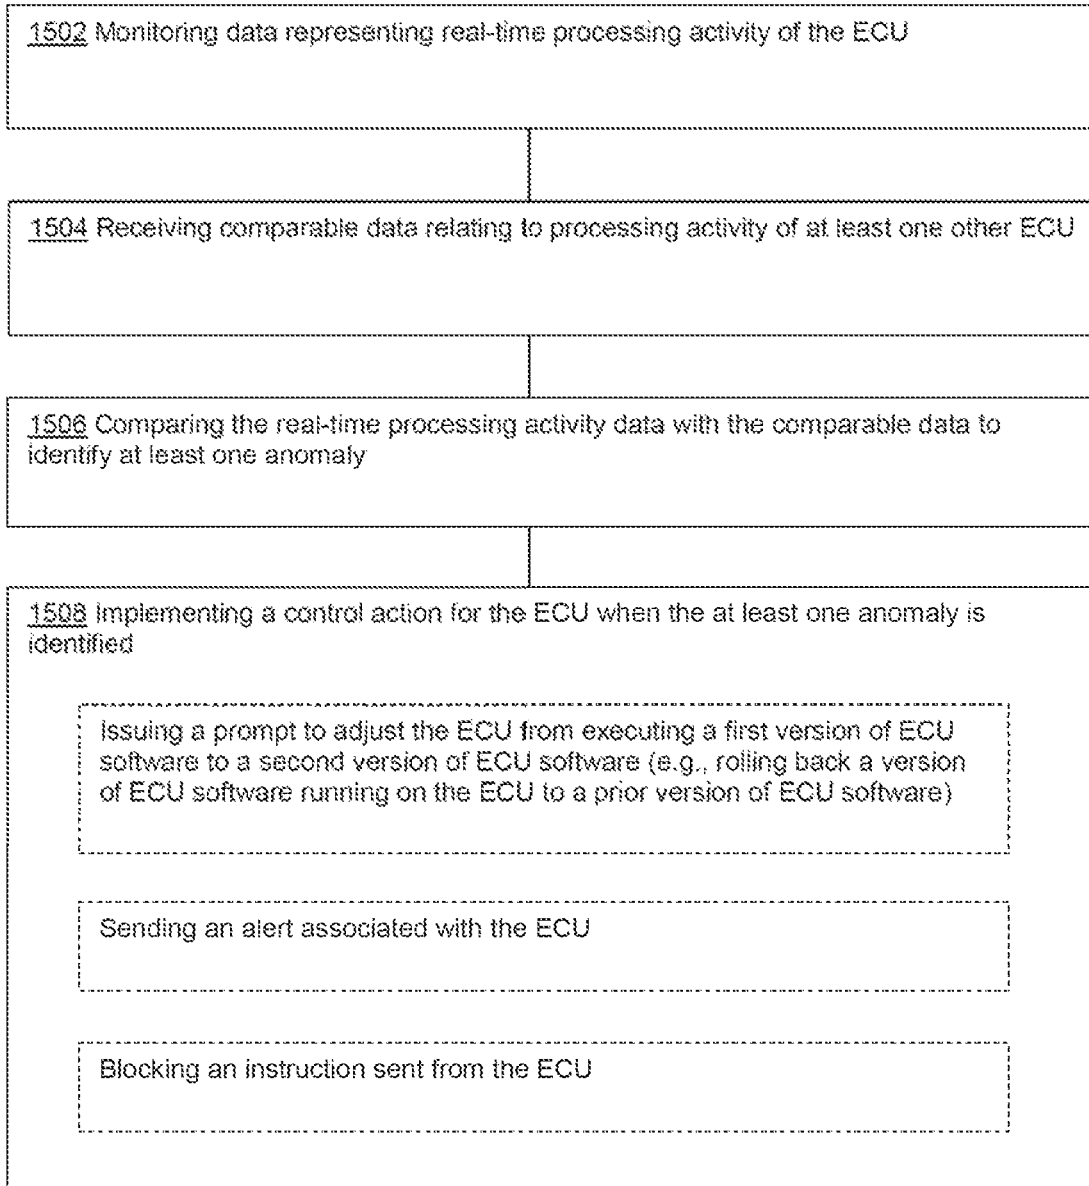 1502 Monitoring data representing real-time processing activity of the ECU
1504 Receiving comparable data relating to processing activity of at least one other ECU
1506 Comparing the real-time processing activity data with the comparable data to
identify at least one anomaly
1508 Implementing a control action for the ECU when the at least one anomaly is
identified
Issuing a prompt to adjust the ECU from executing a first version of ECU
software to a second version of ECU software (e.g., rolling back a version
of ECU software running on the ECU to a prior version of ECU software)
Sending an alert associated with the ECU
Blocking an instruction sent from the ECU